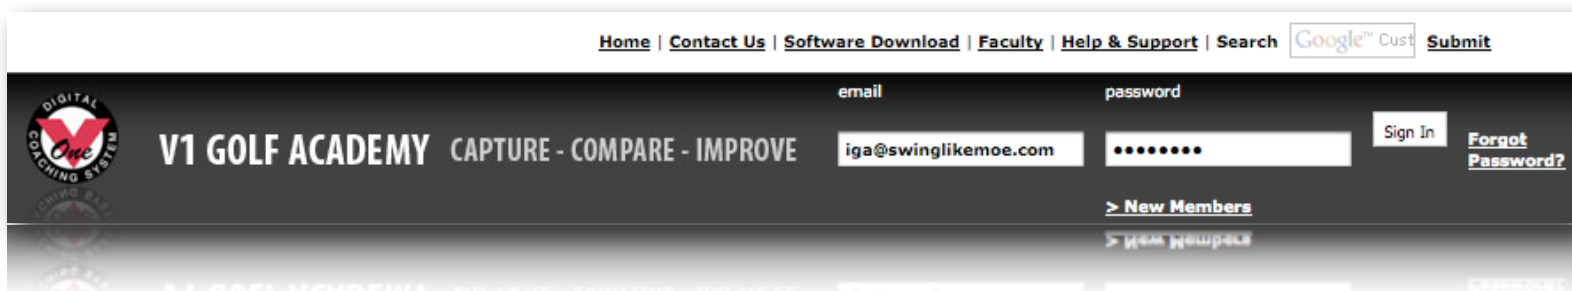 Home | Contact Us | Software Download | Faculty | Help & Support | Search Google™ Cust Submit
email password
DIGITAL COACHING SYSTEM
V One
V1 GOLF ACADEMY CAPTURE - COMPARE - IMPROVE
iga@swinglikemoe.com ••••••••
Sign In
Forgot
Password?
> New Members